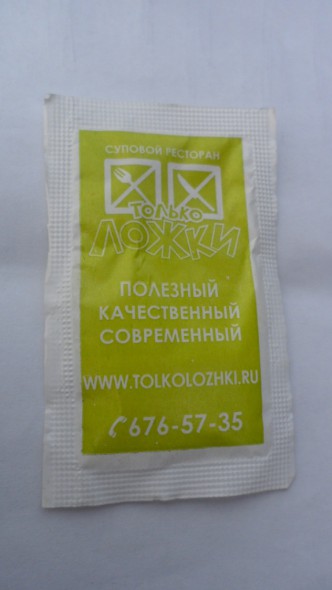 СУПОВОЙ РЕСТОРАН
ТОЛЬКО
ЛОЖКИ
ПОЛЕЗНЫЙ
КАЧЕСТВЕННЫЙ
СОВРЕМЕННЫЙ
WWW.TOLKOLOZHKI.RU
676-57-35